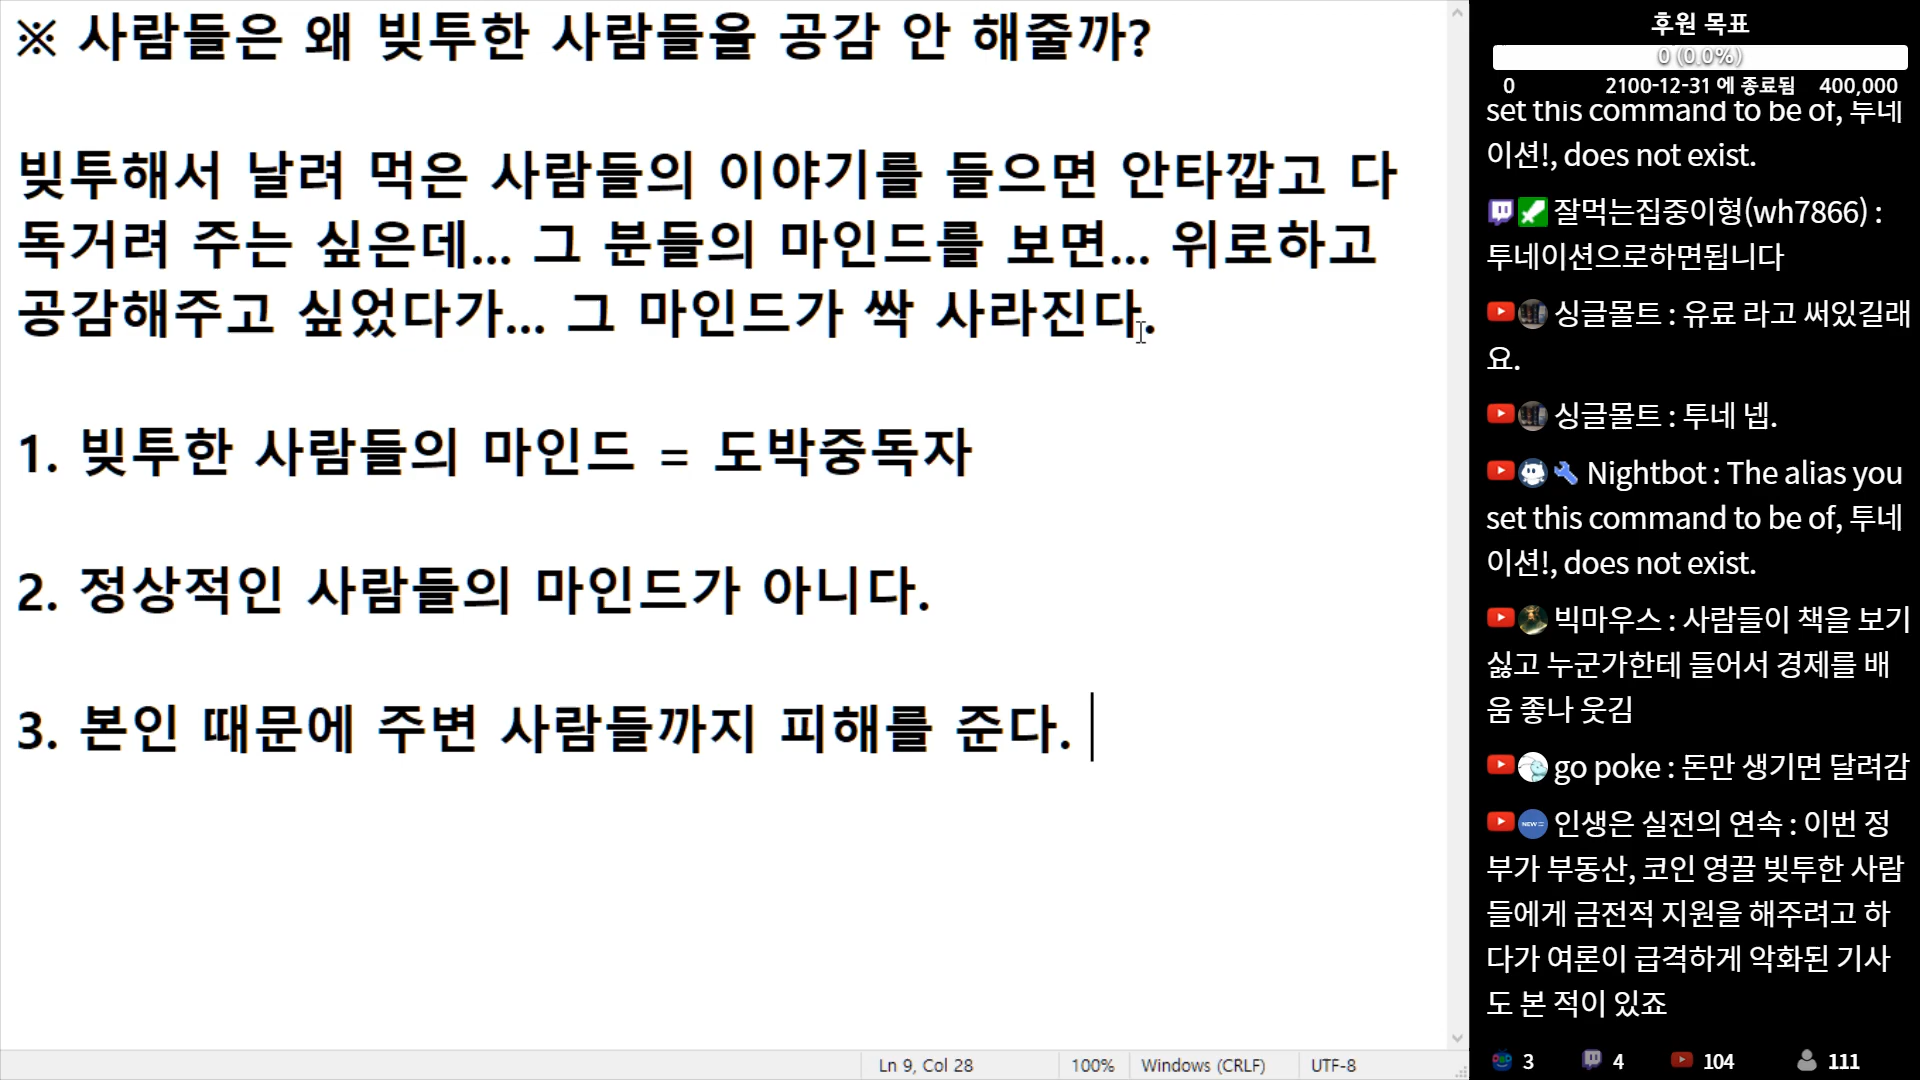 ※ 사람들은 왜 빚투한 사람들을 공감 안 해줄까?
빚투해서 날려 먹은 사람들의 이야기를 들으면 안타깝고 다
독거려 주는 싶은데... 그 분들의 마인드를 보면... 위로하고
공감해주고 싶었다가... 그 마인드가 싹 사라진다.
1. 빚투한 사람들의 마인드 = 도박중독자
2. 정상적인 사람들의 마인드가 아니다.
3. 본인 때문에 주변 사람들까지 피해를 준다.
Ln 9, Col 28
100%
Windows (CRLF)
UTF-8
후원 목표
0 (0.0%)
0 2100-12-31 에 종료됨 400,000
set this command to be of, 투네
이션!, does not exist.
잘먹는집중이형(wh7866) :
투네이션으로하면됩니다
싱글몰트 : 유료 라고 써있길래
요.
싱글몰트 : 투네 넵.
Nightbot : The alias you
set this command to be of, 투네
이션!, does not exist.
빅마우스 : 사람들이 책을 보기
싫고 누군가한테 들어서 경제를 배
움 좋나 웃김
go poke : 돈만 생기면 달려감
인생은 실전의 연속 : 이번 정
부가 부동산, 코인 영끌 빚투한 사람
들에게 금전적 지원을 해주려고 하
다가 여론이 급격하게 악화된 기사
도 본 적이 있죠
3 4 104 111